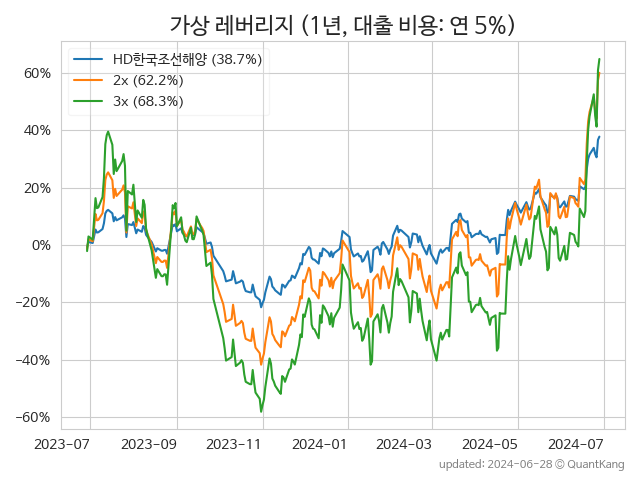 가상 레버리지 (1년, 대출 비용: 연 5%)
HD한국조선해양 (38.7%)
2x (62.2%)
3x (68.3%)
60%
40%
20%
0%
−20%
−40%
−60%
2023-07
2023-09
2023-11
2024-01
2024-03
2024-05
2024-07
updated: 2024-06-28 ⓒ QuantKang